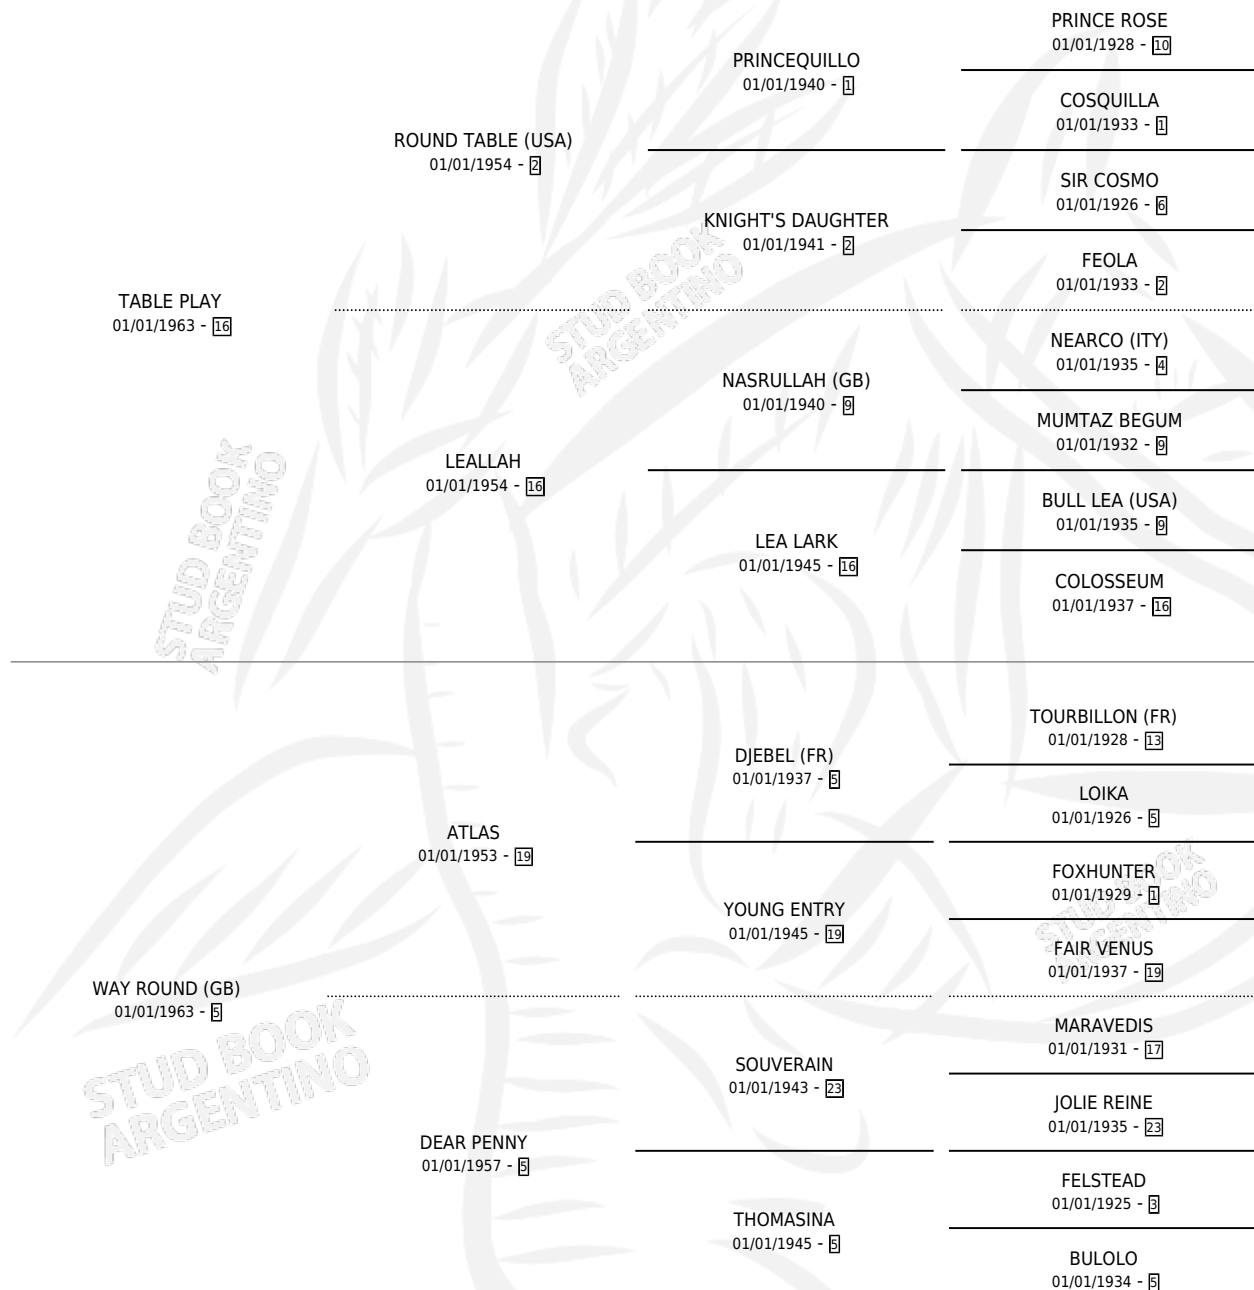 PRINCE ROSE
01/01/1928 - 10
PRINCEQUILLO
01/01/1940 - 1
COSQUILLA
01/01/1933 - 1
ROUND TABLE (USA)
01/01/1954 - 2
SIR COSMO
01/01/1926 - 6
KNIGHT'S DAUGHTER
01/01/1941 - 2
FEOLA
01/01/1933 - 2
TABLE PLAY
01/01/1963 - 16
STUD BOOK
ARGENTINO
NEARCO (ITY)
01/01/1935 - 4
NASRULLAH (GB)
01/01/1940 - 9
MUMTAZ BEGUM
01/01/1932 - 9
LEALLAH
01/01/1954 - 16
BULL LEA (USA)
01/01/1935 - 9
LEA LARK
01/01/1945 - 16
COLOSSEUM
01/01/1937 - 16
STUD BOOK
ARGENTINO
TOURBILLON (FR)
01/01/1928 - 13
DJEBEL (FR)
01/01/1937 - 5
LOIKA
01/01/1926 - 5
ATLAS
01/01/1953 - 19
FOXHUNTER
01/01/1929 - 1
YOUNG ENTRY
01/01/1945 - 19
FAIR VENUS
01/01/1937 - 19
STUD BOOK
ARGENTINO
WAY ROUND (GB)
01/01/1963 - 5
STUD BOOK
ARGENTINO
MARAVEDIS
01/01/1931 - 17
SOUVERAIN
01/01/1943 - 23
JOLIE REINE
01/01/1935 - 23
DEAR PENNY
01/01/1957 - 5
FELSTEAD
01/01/1925 - 3
THOMASINA
01/01/1945 - 5
BULOLO
01/01/1934 - 5